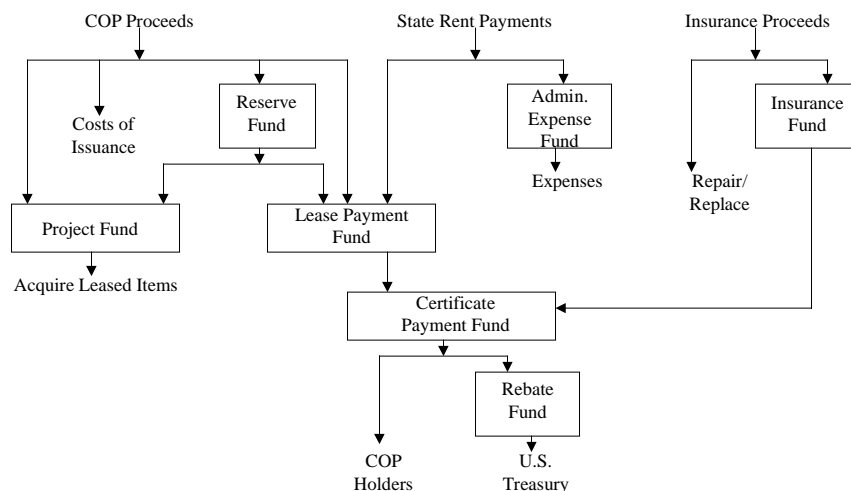 COP Proceeds
State Rent Payments
Insurance Proceeds
Costs of
Issuance
Reserve
Fund
Admin.
Expense
Fund
Insurance
Fund
Expenses
Repair/
Replace
Project Fund
Lease Payment
Fund
Acquire Leased Items
Certificate
Payment Fund
Rebate
Fund
COP
Holders
U.S.
Treasury